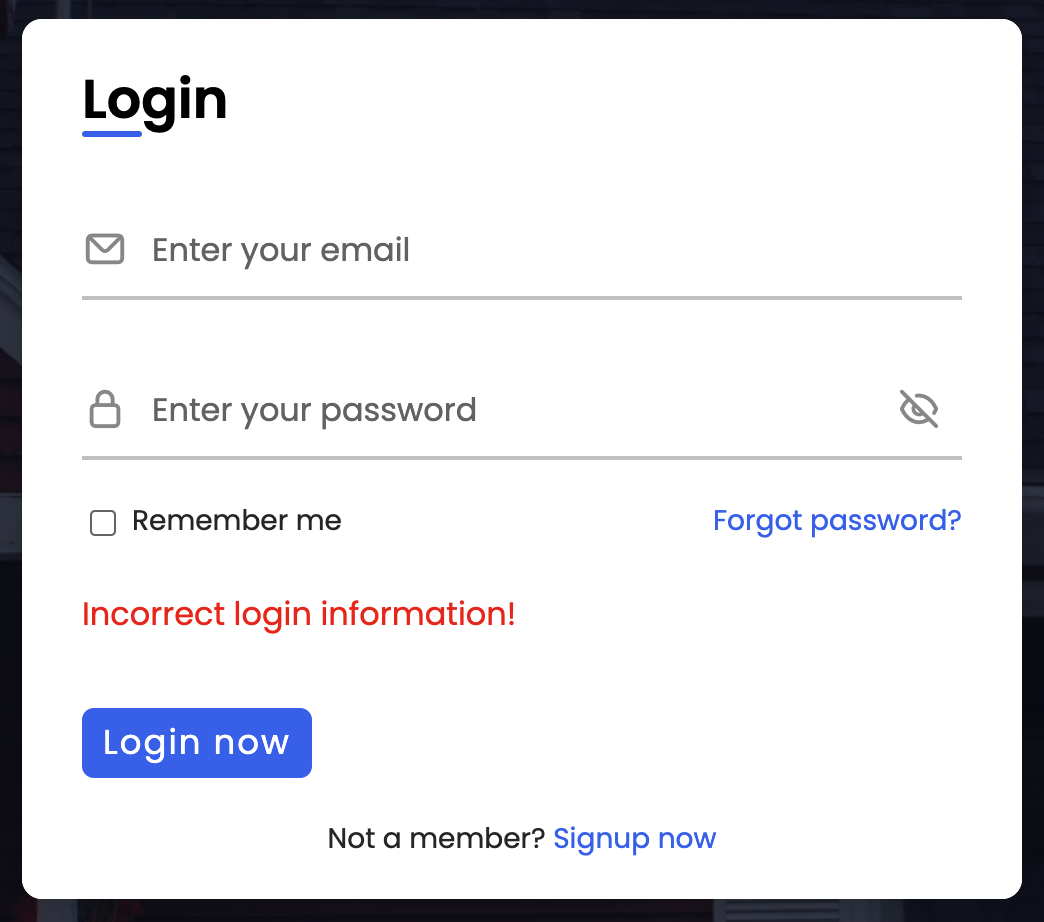 Login
Enter your email
Enter your password
Remember me Forgot password?
Incorrect login information!
Login now
Not a member? Signup now